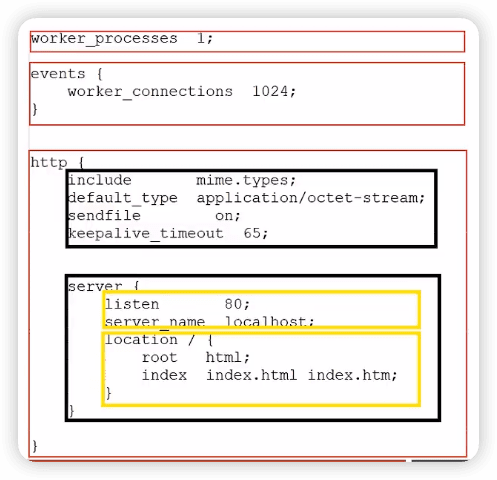 worker_processes  1;
events {
    worker_connections  1024;
}
http {
    include       mime.types;
    default_type  application/octet-stream;
    sendfile        on;
    keepalive_timeout  65;
    server {
        listen       80;
        server_name  localhost;
        location / {
            root   html;
            index  index.html index.htm;
        }
    }
}